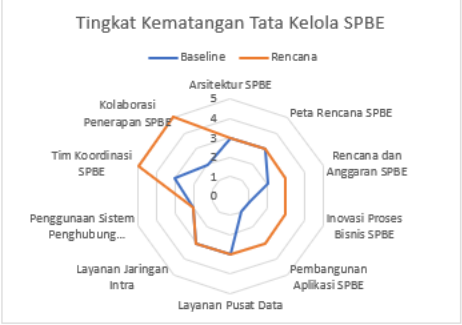 Tingkat Kematangan Tata Kelola SPBE
Baseline
Rencana
Arsitektur SPBE
Peta Rencana SPBE
Rencana dan
Anggaran SPBE
Inovasi Proses
Bisnis SPBE
Pembangunan
Aplikasi SPBE
Layanan Pusat Data
Layanan Jaringan
Intra
Penggunaan Sistem
Penghubung...
Tim Koordinasi
SPBE
Kolaborasi
Penerapan SPBE
5
4
3
2
1
0